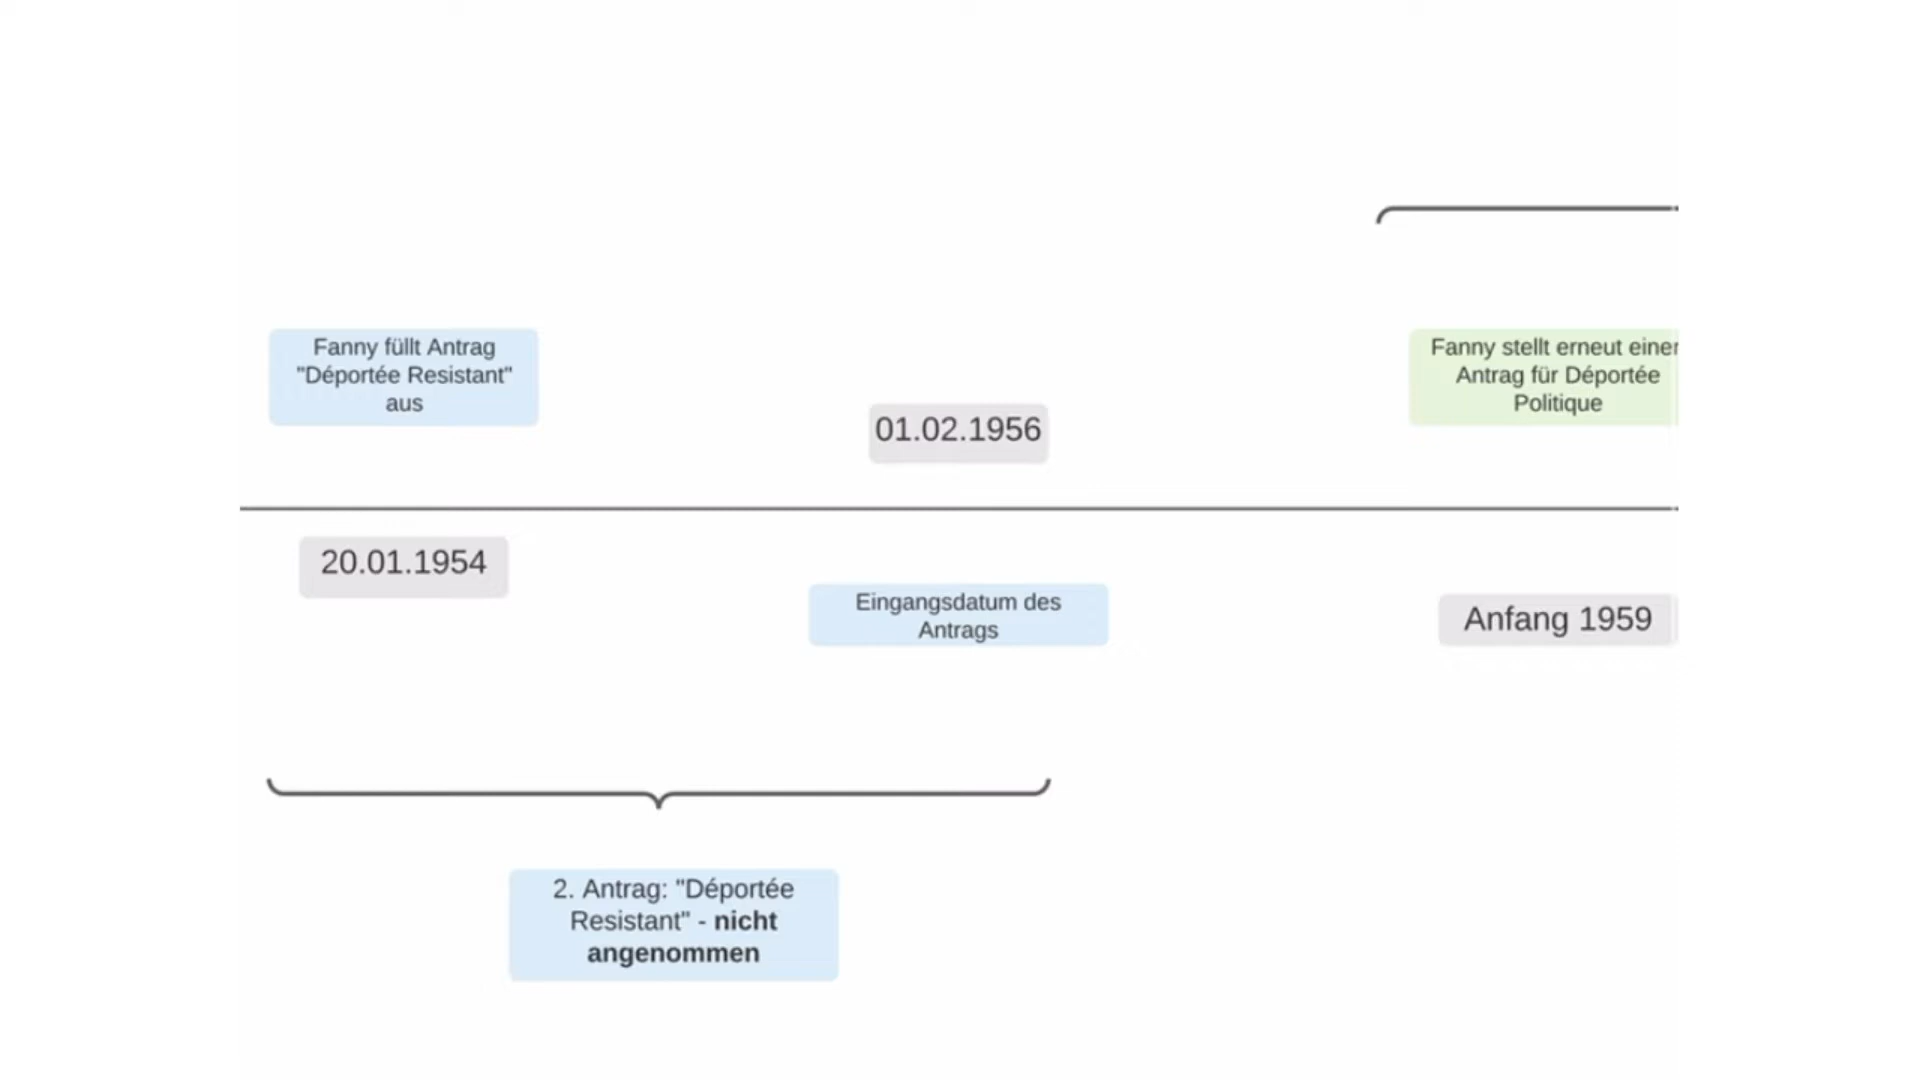 Fanny füllt Antrag
"Déportée Resistant"
aus
20.01.1954
01.02.1956
Eingangsdatum des
Antrags
2. Antrag: "Déportée
Resistant" - nicht
angenommen
Fanny stellt erneut einen
Antrag für Déportée
Politique
Anfang 1959